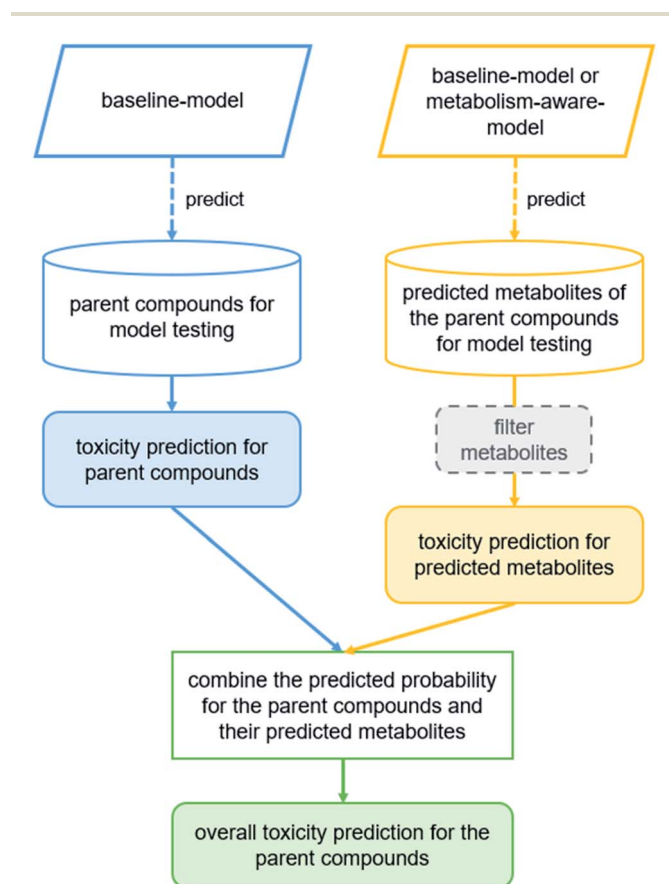 baseline-model
predict
parent compounds for
model testing
toxicity prediction for
parent compounds
baseline-model or
metabolism-aware-
model
predict
predicted metabolites of
the parent compounds
for model testing
filter
metabolites
toxicity prediction for
predicted metabolites
combine the predicted probability
for the parent compounds and
their predicted metabolites
overall toxicity prediction for the
parent compounds